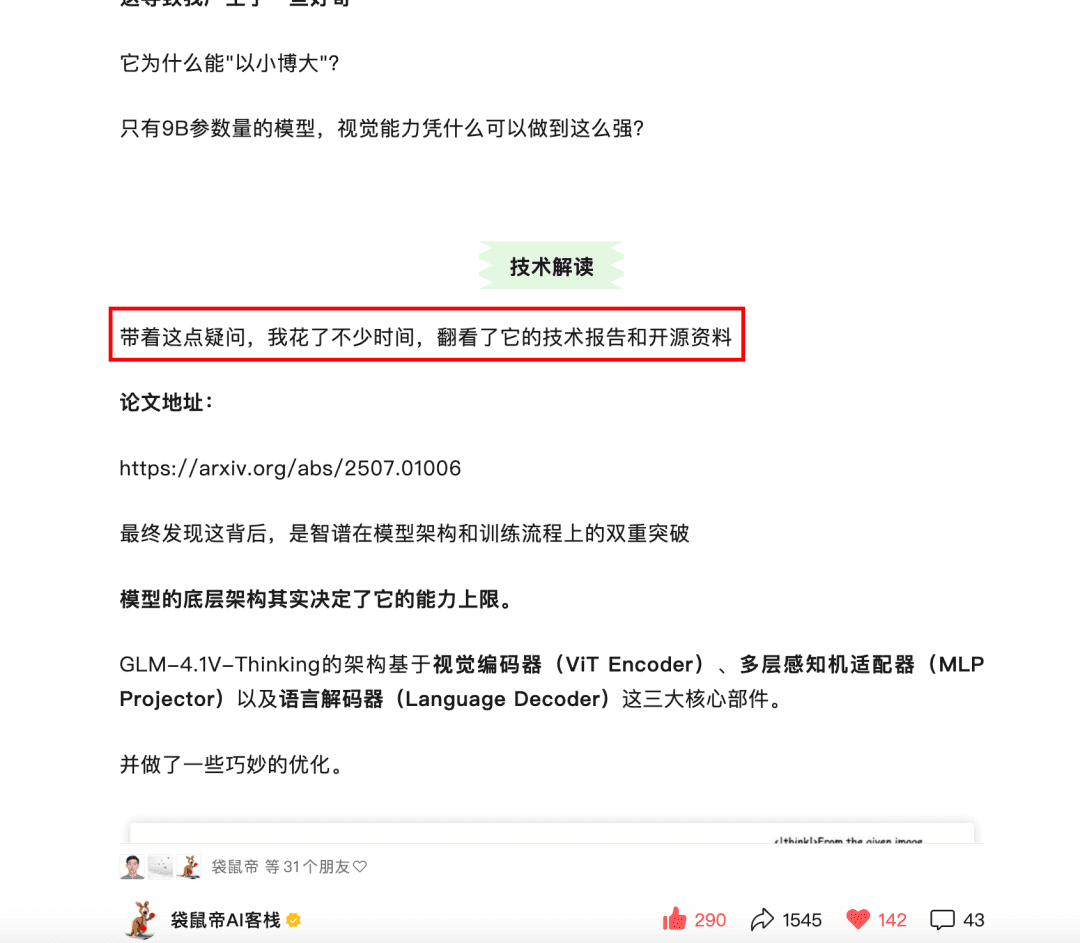 它为什么能"以小博大"?
只有9B参数量的模型，视觉能力凭什么可以做到这么强?
技术解读
带着这点疑问，我花了不少时间，翻看了它的技术报告和开源资料
论文地址：
https://arxiv.org/abs/2507.01006
最终发现这背后，是智谱在模型架构和训练流程上的双重突破
模型的底层架构其实决定了它的能力上限。
GLM-4.1V-Thinking的架构基于视觉编码器（ViT Encoder）、多层感知机适配器（MLP
Projector）以及语言解码器（Language Decoder）这三大核心部件。
并做了一些巧妙的优化。
袋鼠帝 等31个朋友♡
袋鼠帝AI客栈 290 1545 142 43